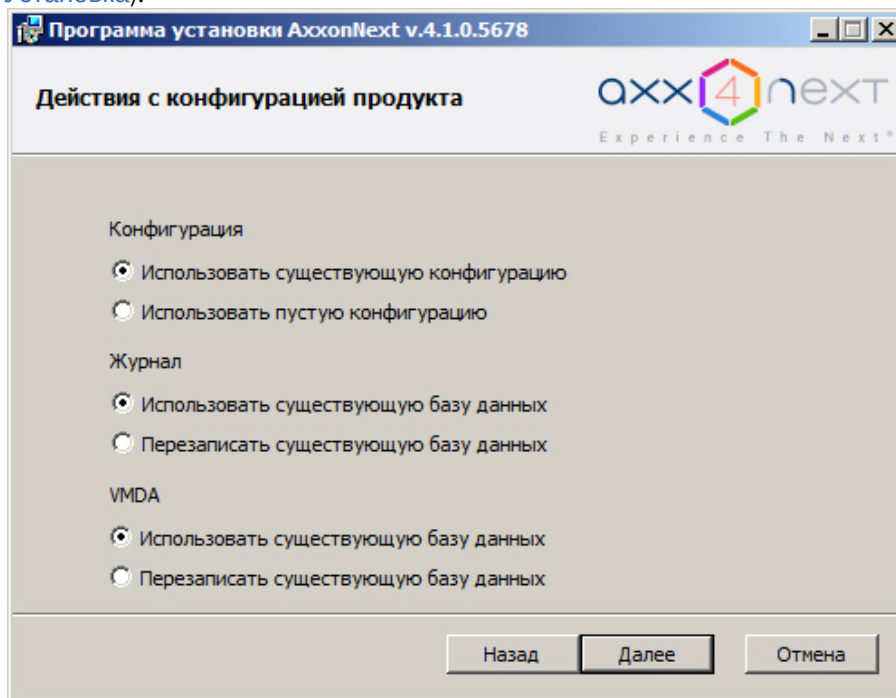 Установка).
Программа установки AxxonNext v.4.1.0.5678
Действия с конфигурацией продукта
axx4next
Experience The Next®
Конфигурация
Использовать существующую конфигурацию
Использовать пустую конфигурацию
Журнал
Использовать существующую базу данных
Перезаписать существующую базу данных
VMDA
Использовать существующую базу данных
Перезаписать существующую базу данных
Назад Далее Отмена